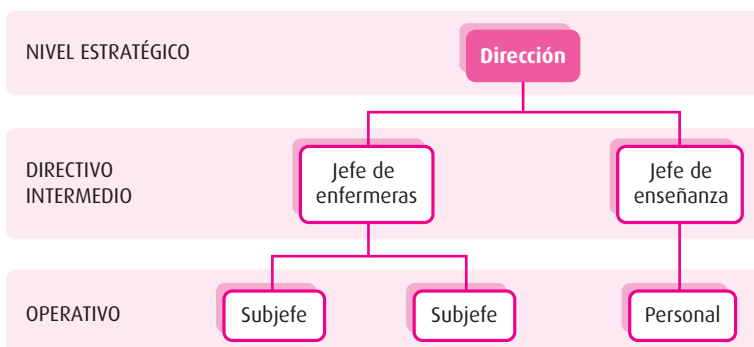 NIVEL ESTRATÉGICO
Dirección
DIRECTIVO
INTERMEDIO
Jefe de
enfermeras
Jefe de
enseñanza
OPERATIVO
Subjefe
Subjefe
Personal